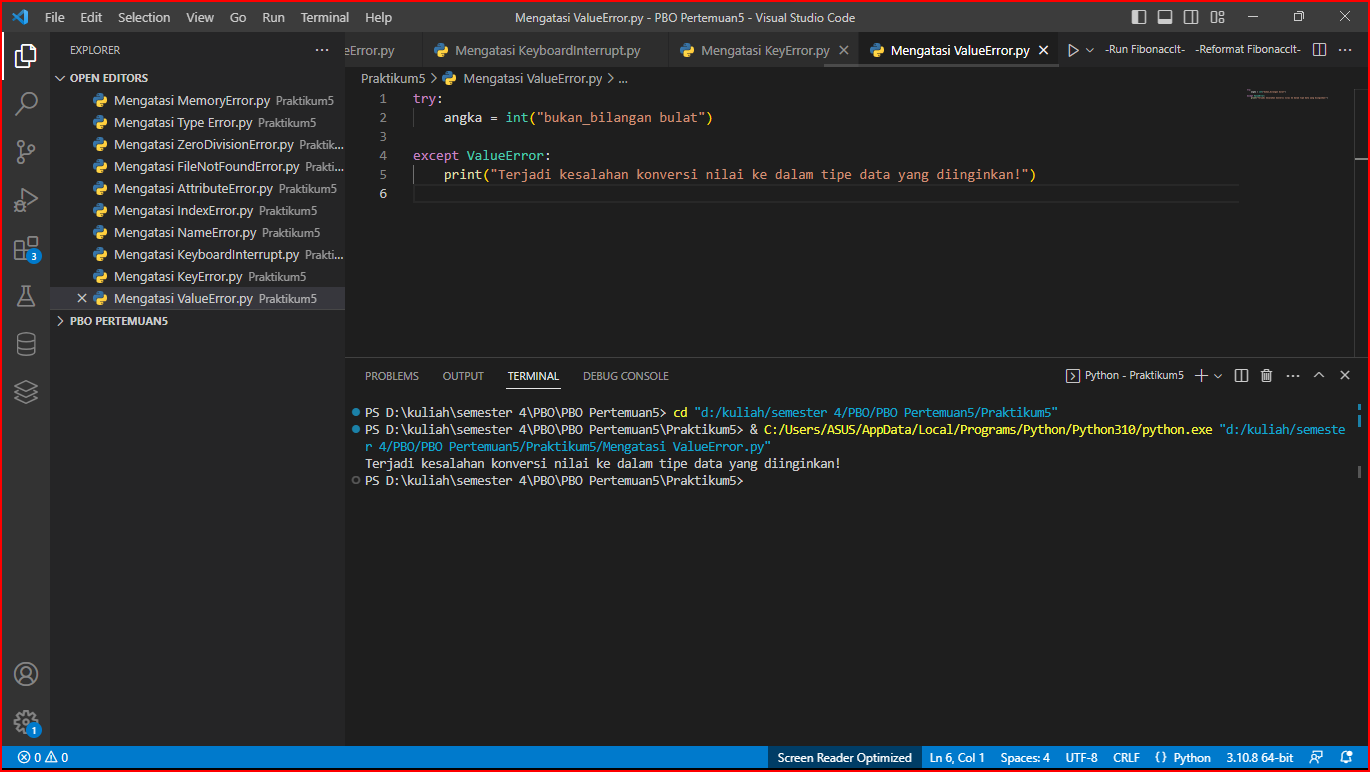 File Edit Selection View Go Run Terminal Help Mengatasi ValueError.py - PBO Pertemuan5 - Visual Studio Code
EXPLORER ...
OPEN EDITORS
Mengatasi MemoryError.py Praktikum5
Mengatasi Type Error.py Praktikum5
Mengatasi ZeroDivisionError.py Praktik...
Mengatasi FileNotFoundError.py Prakti...
Mengatasi AttributeError.py Praktikum5
Mengatasi IndexError.py Praktikum5
Mengatasi NameError.py Praktikum5
Mengatasi KeyboardInterrupt.py Prakti...
Mengatasi KeyError.py Praktikum5
Mengatasi ValueError.py Praktikum5
PBO PERTEMUAN5
3
1
eError.py Mengatasi KeyboardInterrupt.py Mengatasi KeyError.py Mengatasi ValueError.py -Run FibonaccIt- -Reformat FibonaccIt- ...
Praktikum5 > Mengatasi ValueError.py > ...
1 try:
2 angka = int("bukan_bilangan bulat")
3
4 except ValueError:
5 print("Terjadi kesalahan konversi nilai ke dalam tipe data yang diinginkan!")
6
PROBLEMS OUTPUT TERMINAL DEBUG CONSOLE Python - Praktikum5 ...
PS D:\kuliah\semester 4\PBO\PBO Pertemuan5> cd "d:/kuliah/semester 4/PBO/PBO Pertemuan5/Praktikum5"
PS D:\kuliah\semester 4\PBO\PBO Pertemuan5\Praktikum5> & C:/Users/ASUS/AppData/Local/Programs/Python/Python310/python.exe "d:/kuliah/semeste
r 4/PBO/PBO Pertemuan5/Praktikum5/Mengatasi ValueError.py"
Terjadi kesalahan konversi nilai ke dalam tipe data yang diinginkan!
PS D:\kuliah\semester 4\PBO\PBO Pertemuan5\Praktikum5>
0 0 Screen Reader Optimized Ln 6, Col 1 Spaces: 4 UTF-8 CRLF {} Python 3.10.8 64-bit